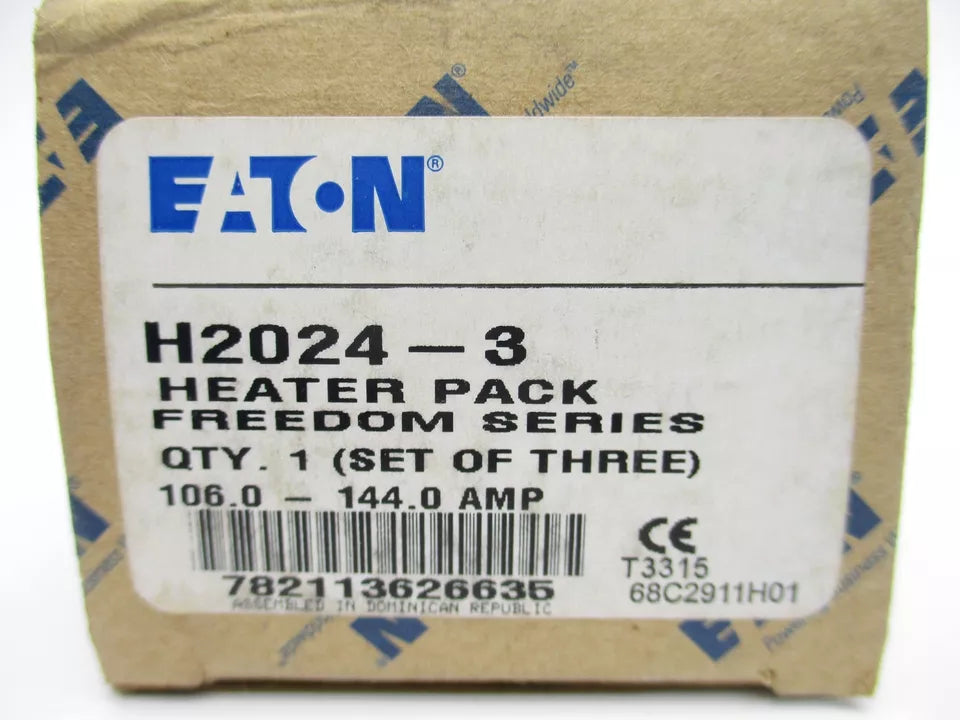 EATON®
H2024-3
HEATER PACK
FREEDOM SERIES
QTY. 1 (SET OF THREE)
106.0 - 144.0 AMP
782113626635
ASSEMBLED IN DOMINICAN REPUBLIC
CE
T3315
68C2911H01